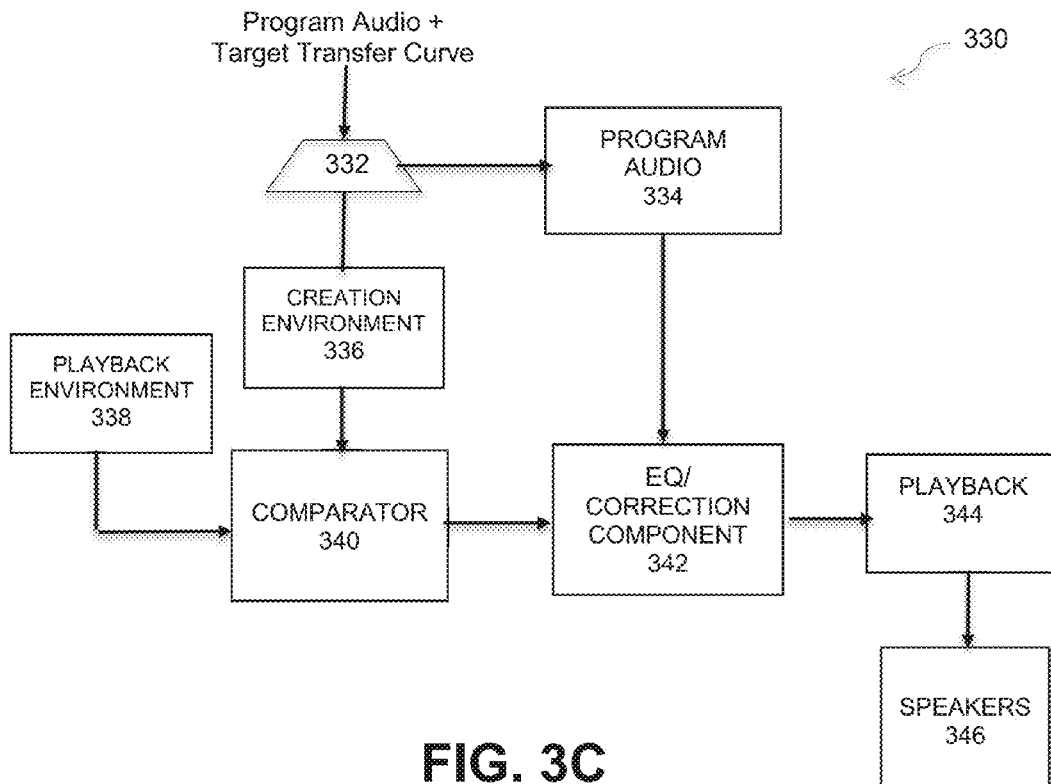 Program Audio +
Target Transfer Curve
330
332
PROGRAM
AUDIO
334
CREATION
ENVIRONMENT
336
PLAYBACK
ENVIRONMENT
338
COMPARATOR
340
EQ/
CORRECTION
COMPONENT
342
PLAYBACK
344
SPEAKERS
346
FIG. 3C